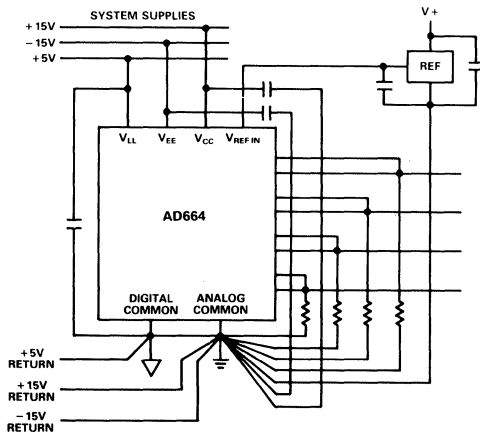 SYSTEM SUPPLIES
+15V
–15V
+5V
V+
REF
VLL VEE VCC VREF IN
AD664
DIGITAL COMMON
ANALOG COMMON
+5V
RETURN
+15V
RETURN
–15V
RETURN